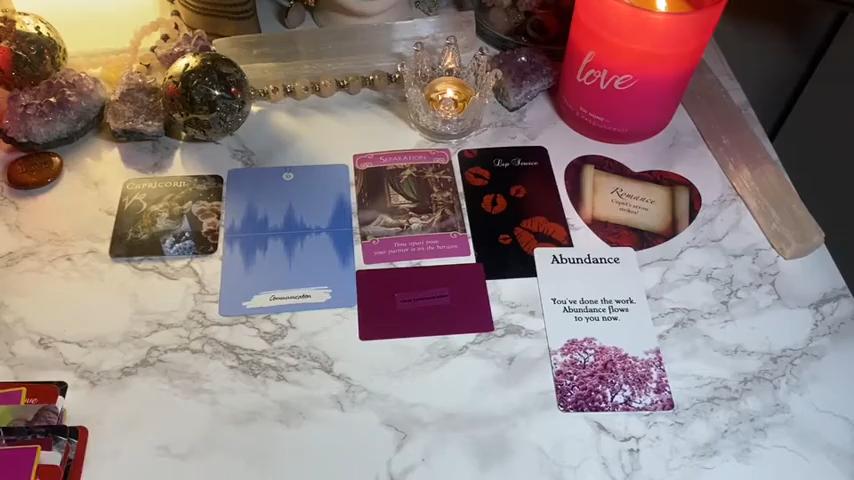 love
CAPRICORN
♑
Communication
SEPARATION
Time apart from
your partner is on the horizon
Lip Service
Romance
Cupid's arrow
strikes!
Abundance
You've done the work.
Abundance flows
to you now.